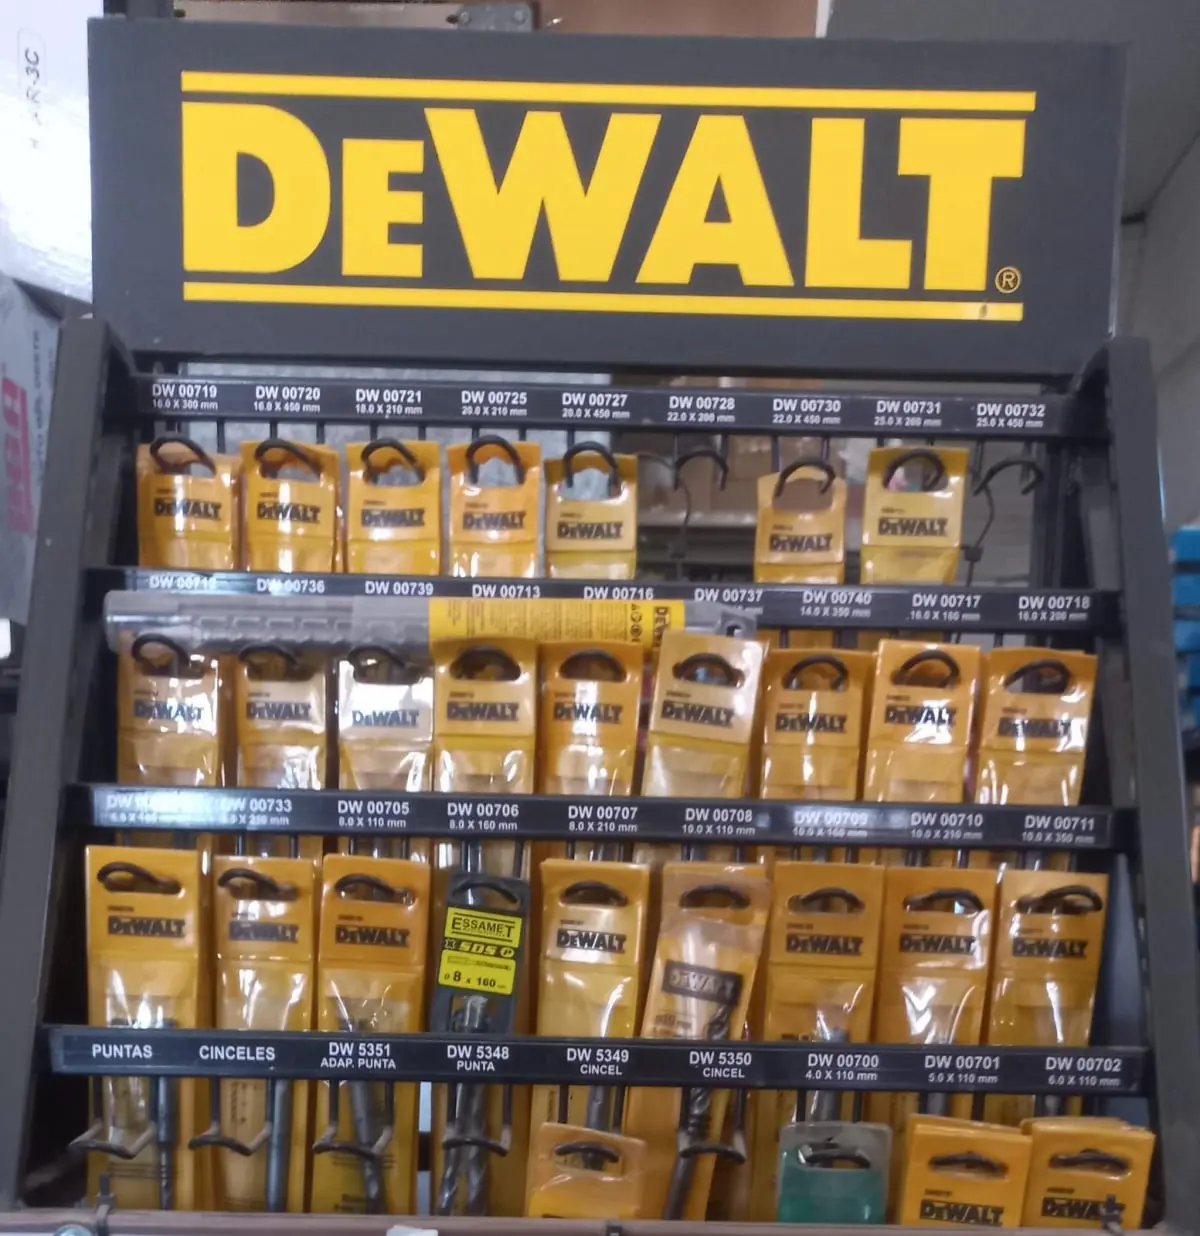 DEWALT
®
DW 00719
16.0 X 300 mm
DW 00720
16.0 X 450 mm
DW 00721
18.0 X 210 mm
DW 00725
20.0 X 210 mm
DW 00727
20.0 X 450 mm
DW 00728
22.0 X 200 mm
DW 00730
22.0 X 450 mm
DW 00731
25.0 X 200 mm
DW 00732
25.0 X 450 mm
DEWALT
DEWALT
DEWALT
DEWALT
DEWALT
DEWALT
DEWALT
DW 00736
DW 00739
DW 00713
DW 00716
DW 00737
DW 00740
14.0 X 350 mm
DW 00717
16.0 X 160 mm
DW 00718
16.0 X 200 mm
DEWALT
DEWALT
DEWALT
DEWALT
DEWALT
DEWALT
DEWALT
DEWALT
DEWALT
DW 00733
DW 00705
8.0 X 110 mm
DW 00706
8.0 X 160 mm
DW 00707
8.0 X 210 mm
DW 00708
10.0 X 110 mm
DW 00709
10.0 X 160 mm
DW 00710
10.0 X 210 mm
DW 00711
10.0 X 350 mm
DEWALT
DEWALT
DEWALT
ESSAMET
SDS P
ø 8 x 160
DEWALT
DEWALT
DEWALT
DEWALT
DEWALT
PUNTAS
CINCELES
DW 5351
ADAP. PUNTA
DW 5348
PUNTA
DW 5349
CINCEL
DW 5350
CINCEL
DW 00700
4.0 X 110 mm
DW 00701
5.0 X 110 mm
DW 00702
6.0 X 110 mm
DEWALT
DEWALT
DEWALT